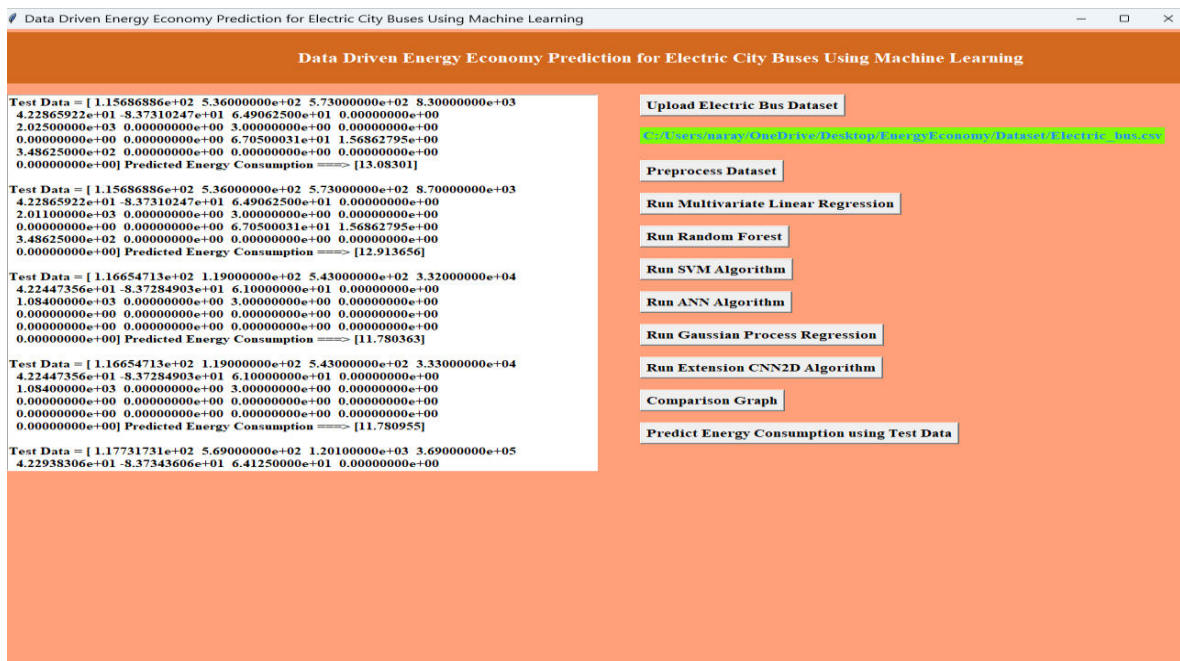 Data Driven Energy Economy Prediction for Electric City Buses Using Machine Learning
Data Driven Energy Economy Prediction for Electric City Buses Using Machine Learning
Test Data = [ 1.15686886e+02 5.36000000e+02 5.73000000e+02 8.30000000e+03
4.22865922e+01 -8.37310247e+01 6.49062500e+01 0.00000000e+00
2.02500000e+03 0.00000000e+00 3.00000000e+00 0.00000000e+00
0.00000000e+00 0.00000000e+00 6.70500031e+01 1.56862795e+00
3.48625000e+02 0.00000000e+00 0.00000000e+00 0.00000000e+00
0.00000000e+00] Predicted Energy Consumption ===> [13.08301]
Test Data = [ 1.15686886e+02 5.36000000e+02 5.73000000e+02 8.70000000e+03
4.22865922e+01 -8.37310247e+01 6.49062500e+01 0.00000000e+00
2.01100000e+03 0.00000000e+00 3.00000000e+00 0.00000000e+00
0.00000000e+00 0.00000000e+00 6.70500031e+01 1.56862795e+00
3.48625000e+02 0.00000000e+00 0.00000000e+00 0.00000000e+00
0.00000000e+00] Predicted Energy Consumption ===> [12.913656]
Test Data = [ 1.16654713e+02 1.19000000e+02 5.43000000e+02 3.32000000e+04
4.22447356e+01 -8.37284903e+01 6.10000000e+01 0.00000000e+00
1.08400000e+03 0.00000000e+00 3.00000000e+00 0.00000000e+00
0.00000000e+00 0.00000000e+00 0.00000000e+00 0.00000000e+00
0.00000000e+00 0.00000000e+00 0.00000000e+00 0.00000000e+00
0.00000000e+00] Predicted Energy Consumption ===> [11.780363]
Test Data = [ 1.16654713e+02 1.19000000e+02 5.43000000e+02 3.33000000e+04
4.22447356e+01 -8.37284903e+01 6.10000000e+01 0.00000000e+00
1.08400000e+03 0.00000000e+00 3.00000000e+00 0.00000000e+00
0.00000000e+00 0.00000000e+00 0.00000000e+00 0.00000000e+00
0.00000000e+00 0.00000000e+00 0.00000000e+00 0.00000000e+00
0.00000000e+00] Predicted Energy Consumption ===> [11.780955]
Test Data = [ 1.17731731e+02 5.69000000e+02 1.20100000e+03 3.69000000e+05
4.22938306e+01 -8.37343606e+01 6.41250000e+01 0.00000000e+00
Upload Electric Bus Dataset
C:/Users/naray/OneDrive/Desktop/EnergyEconomy/Dataset/Electric_bus.csv
Preprocess Dataset
Run Multivariate Linear Regression
Run Random Forest
Run SVM Algorithm
Run ANN Algorithm
Run Gaussian Process Regression
Run Extension CNN2D Algorithm
Comparison Graph
Predict Energy Consumption using Test Data